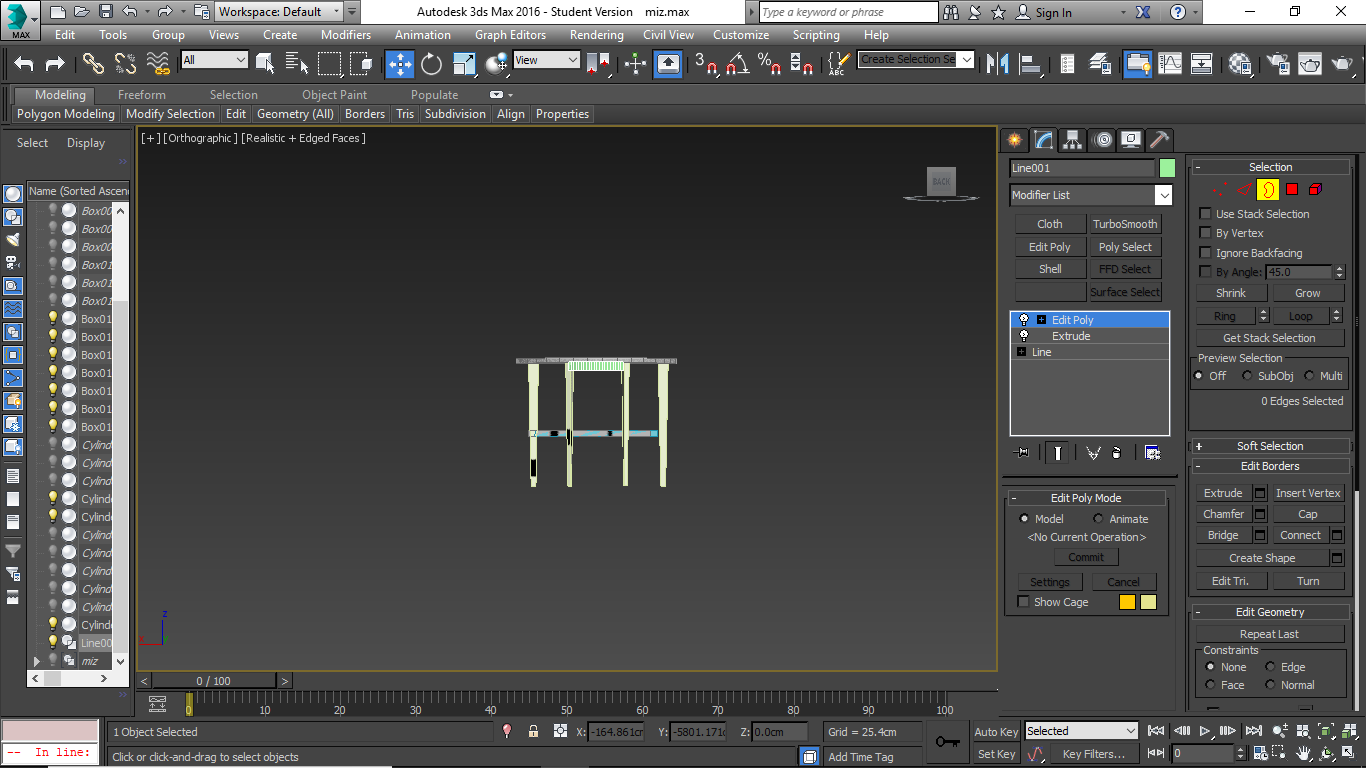 Workspace: Default
Autodesk 3ds Max 2016 - Student Version miz.max
Type a keyword or phrase
Sign In
MAX
Edit Tools Group Views Create Modifiers Animation Graph Editors Rendering Civil View Customize Scripting Help
All
View
3
ABC
Create Selection Se
Modeling Freeform Selection Object Paint Populate
Polygon Modeling Modify Selection Edit Geometry (All) Borders Tris Subdivision Align Properties
Select Display
Name (Sorted Ascen
Box00
Box00
Box00
Box01
Box01
Box01
Box01
Box01
Box01
Box01
Box01
Box01
Box01
Cylind
Cylind
Cylind
Cylinde
Cylinde
Cylind
Cylind
Cylind
Cylind
Cylind
Cylinde
Line00
miz
[+] [Orthographic] [Realistic + Edged Faces]
BACK
z
x
Line001
Modifier List
Cloth TurboSmooth
Edit Poly Poly Select
Shell FFD Select
Surface Select
Edit Poly
Extrude
Line
- Edit Poly Mode
Model Animate
<No Current Operation>
Commit
Settings Cancel
Show Cage
- Selection
Use Stack Selection
By Vertex
Ignore Backfacing
By Angle: 45.0
Shrink Grow
Ring Loop
Get Stack Selection
Preview Selection
Off SubObj Multi
0 Edges Selected
+ Soft Selection
- Edit Borders
Extrude Insert Vertex
Chamfer Cap
Bridge Connect
Create Shape
Edit Tri. Turn
- Edit Geometry
Repeat Last
Constraints
None Edge
Face Normal
< 0 / 100 >
0 10 20 30 40 50 60 70 80 90 100
-- In line:
1 Object Selected
X: -164.861cm Y: -5801.171c Z: 0.0cm
Grid = 25.4cm
Auto Key Selected
Click or click-and-drag to select objects
Add Time Tag
Set Key Key Filters...
0